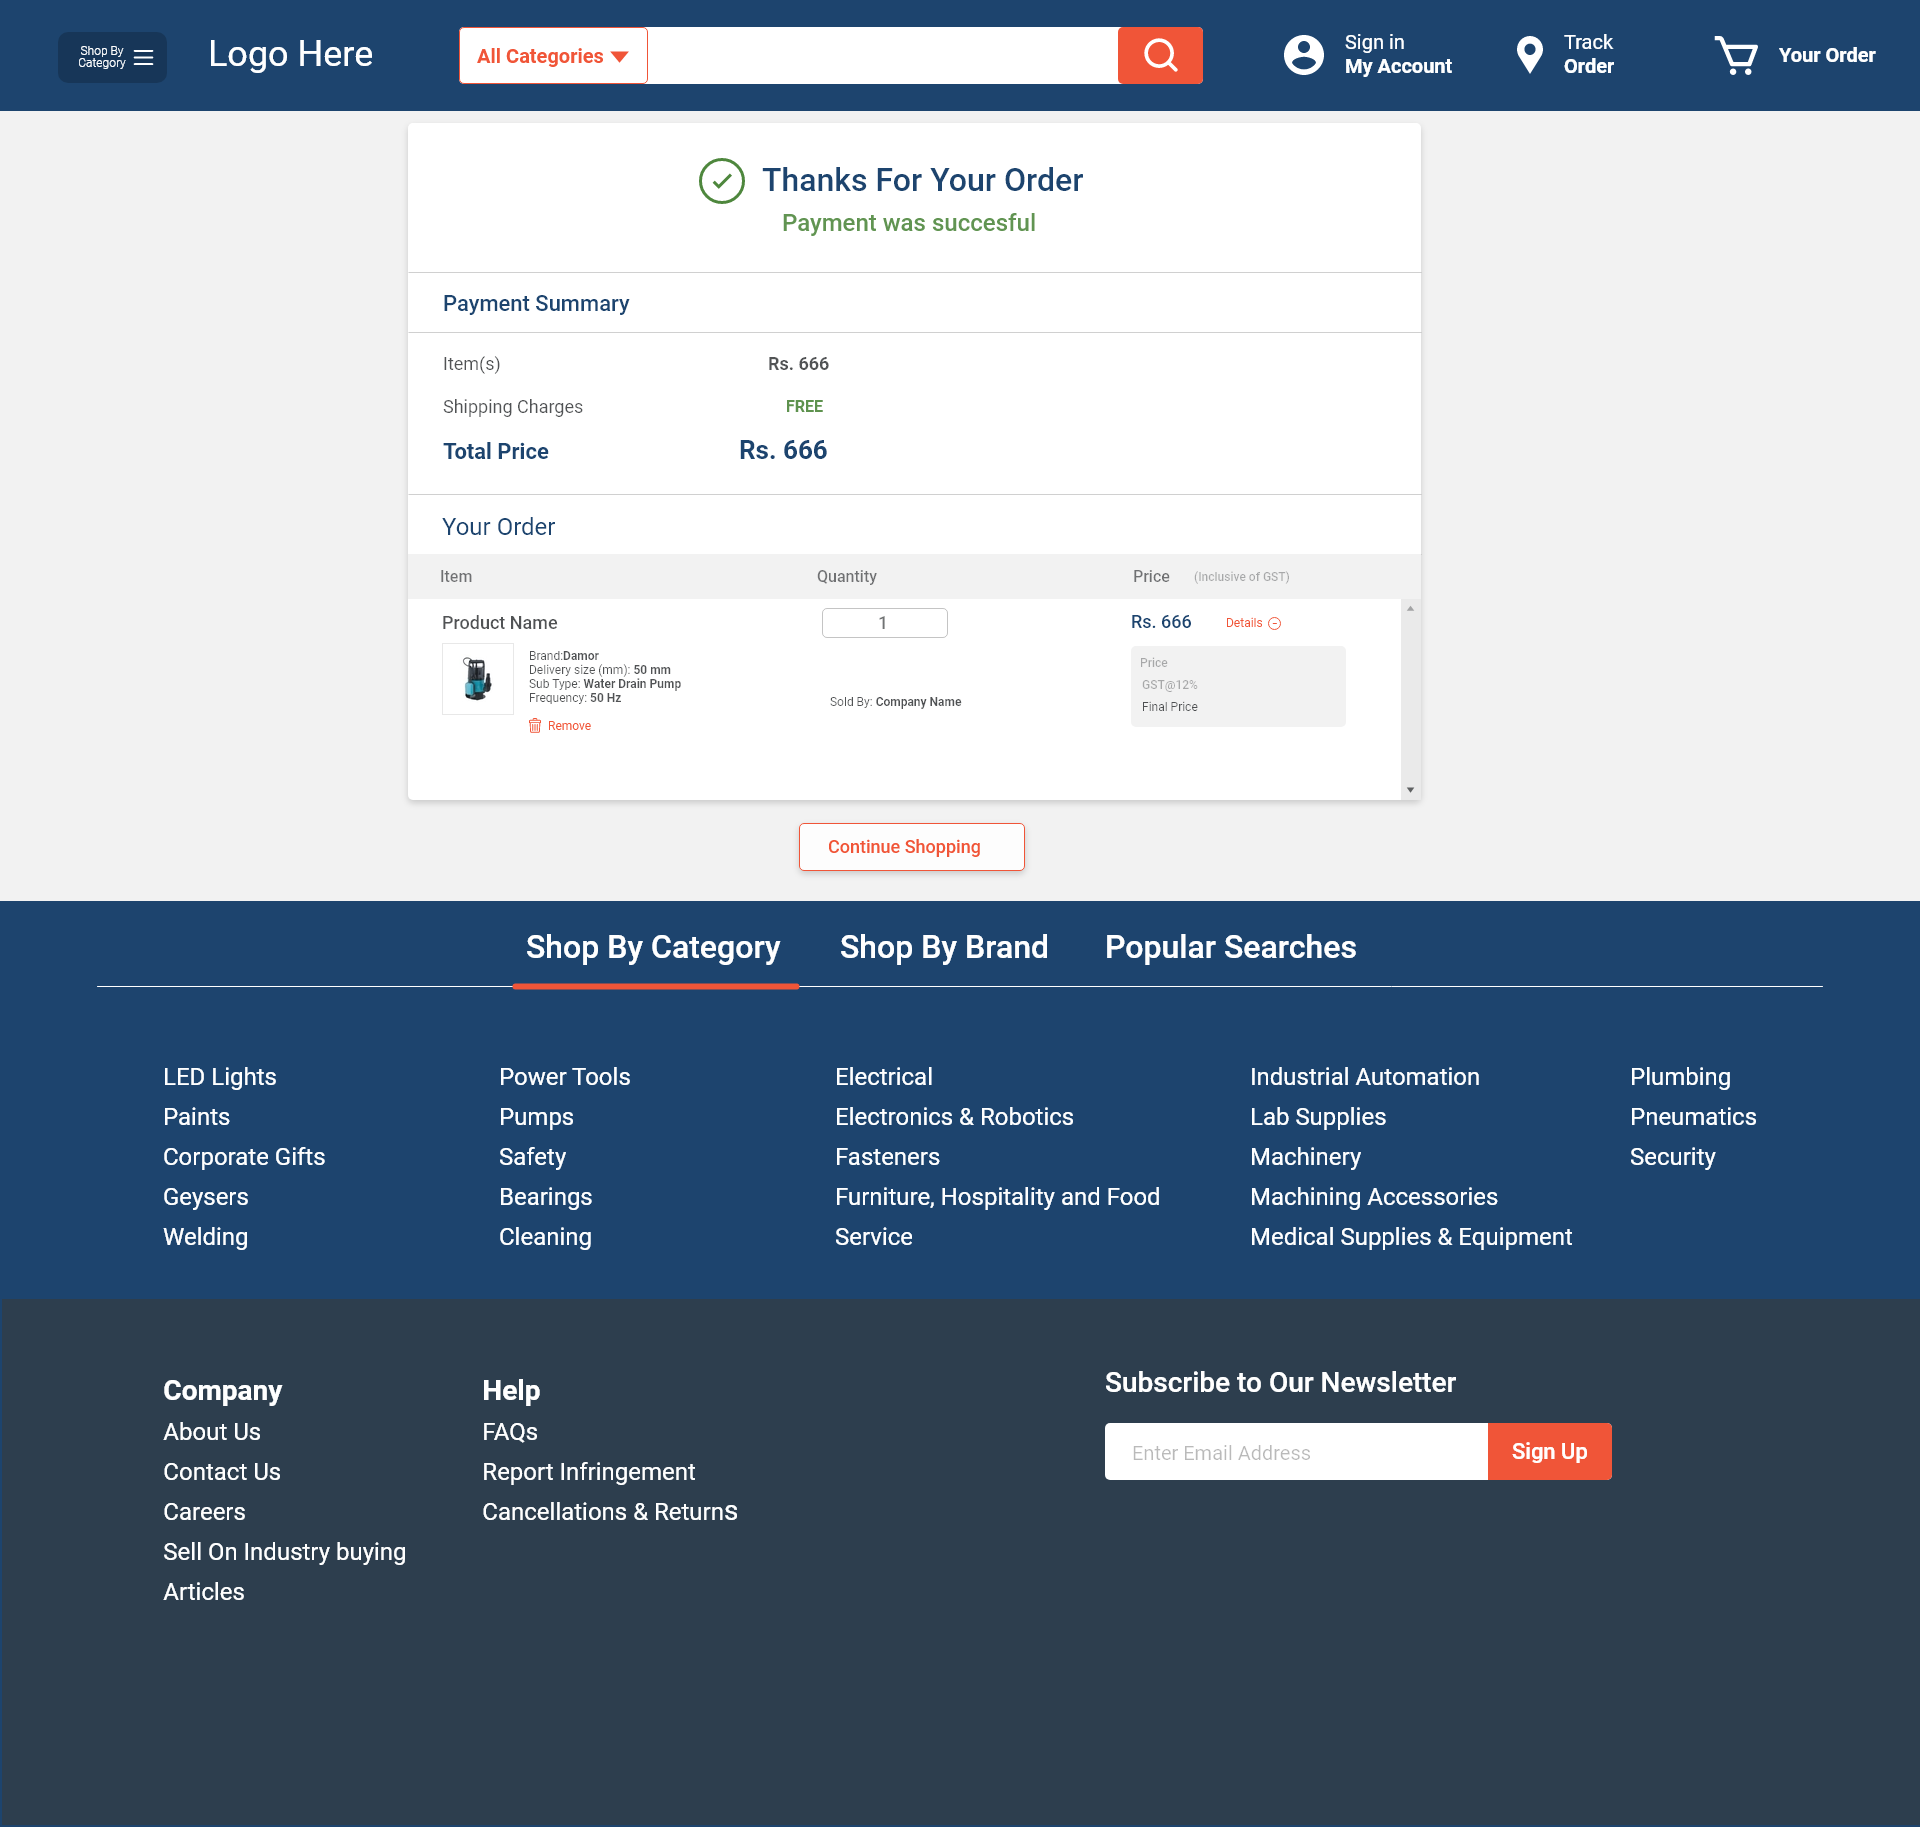 Shop By
Category
Logo Here
All Categories
Sign in
My Account
Track
Order
Your Order
Thanks For Your Order
Payment was succesful
Payment Summary
Item(s) Rs. 666
Shipping Charges FREE
Total Price Rs. 666
Your Order
Item Quantity Price (Inclusive of GST)
Product Name 1 Rs. 666 Details
Brand:Damor
Delivery size (mm): 50 mm
Sub Type: Water Drain Pump
Frequency: 50 Hz
Remove
Sold By: Company Name
Price
GST@12%
Final Price
Continue Shopping
Shop By Category Shop By Brand Popular Searches
LED Lights
Paints
Corporate Gifts
Geysers
Welding
Power Tools
Pumps
Safety
Bearings
Cleaning
Electrical
Electronics & Robotics
Fasteners
Furniture, Hospitality and Food
Service
Industrial Automation
Lab Supplies
Machinery
Machining Accessories
Medical Supplies & Equipment
Plumbing
Pneumatics
Security
Company
About Us
Contact Us
Careers
Sell On Industry buying
Articles
Help
FAQs
Report Infringement
Cancellations & Returns
Subscribe to Our Newsletter
Enter Email Address Sign Up